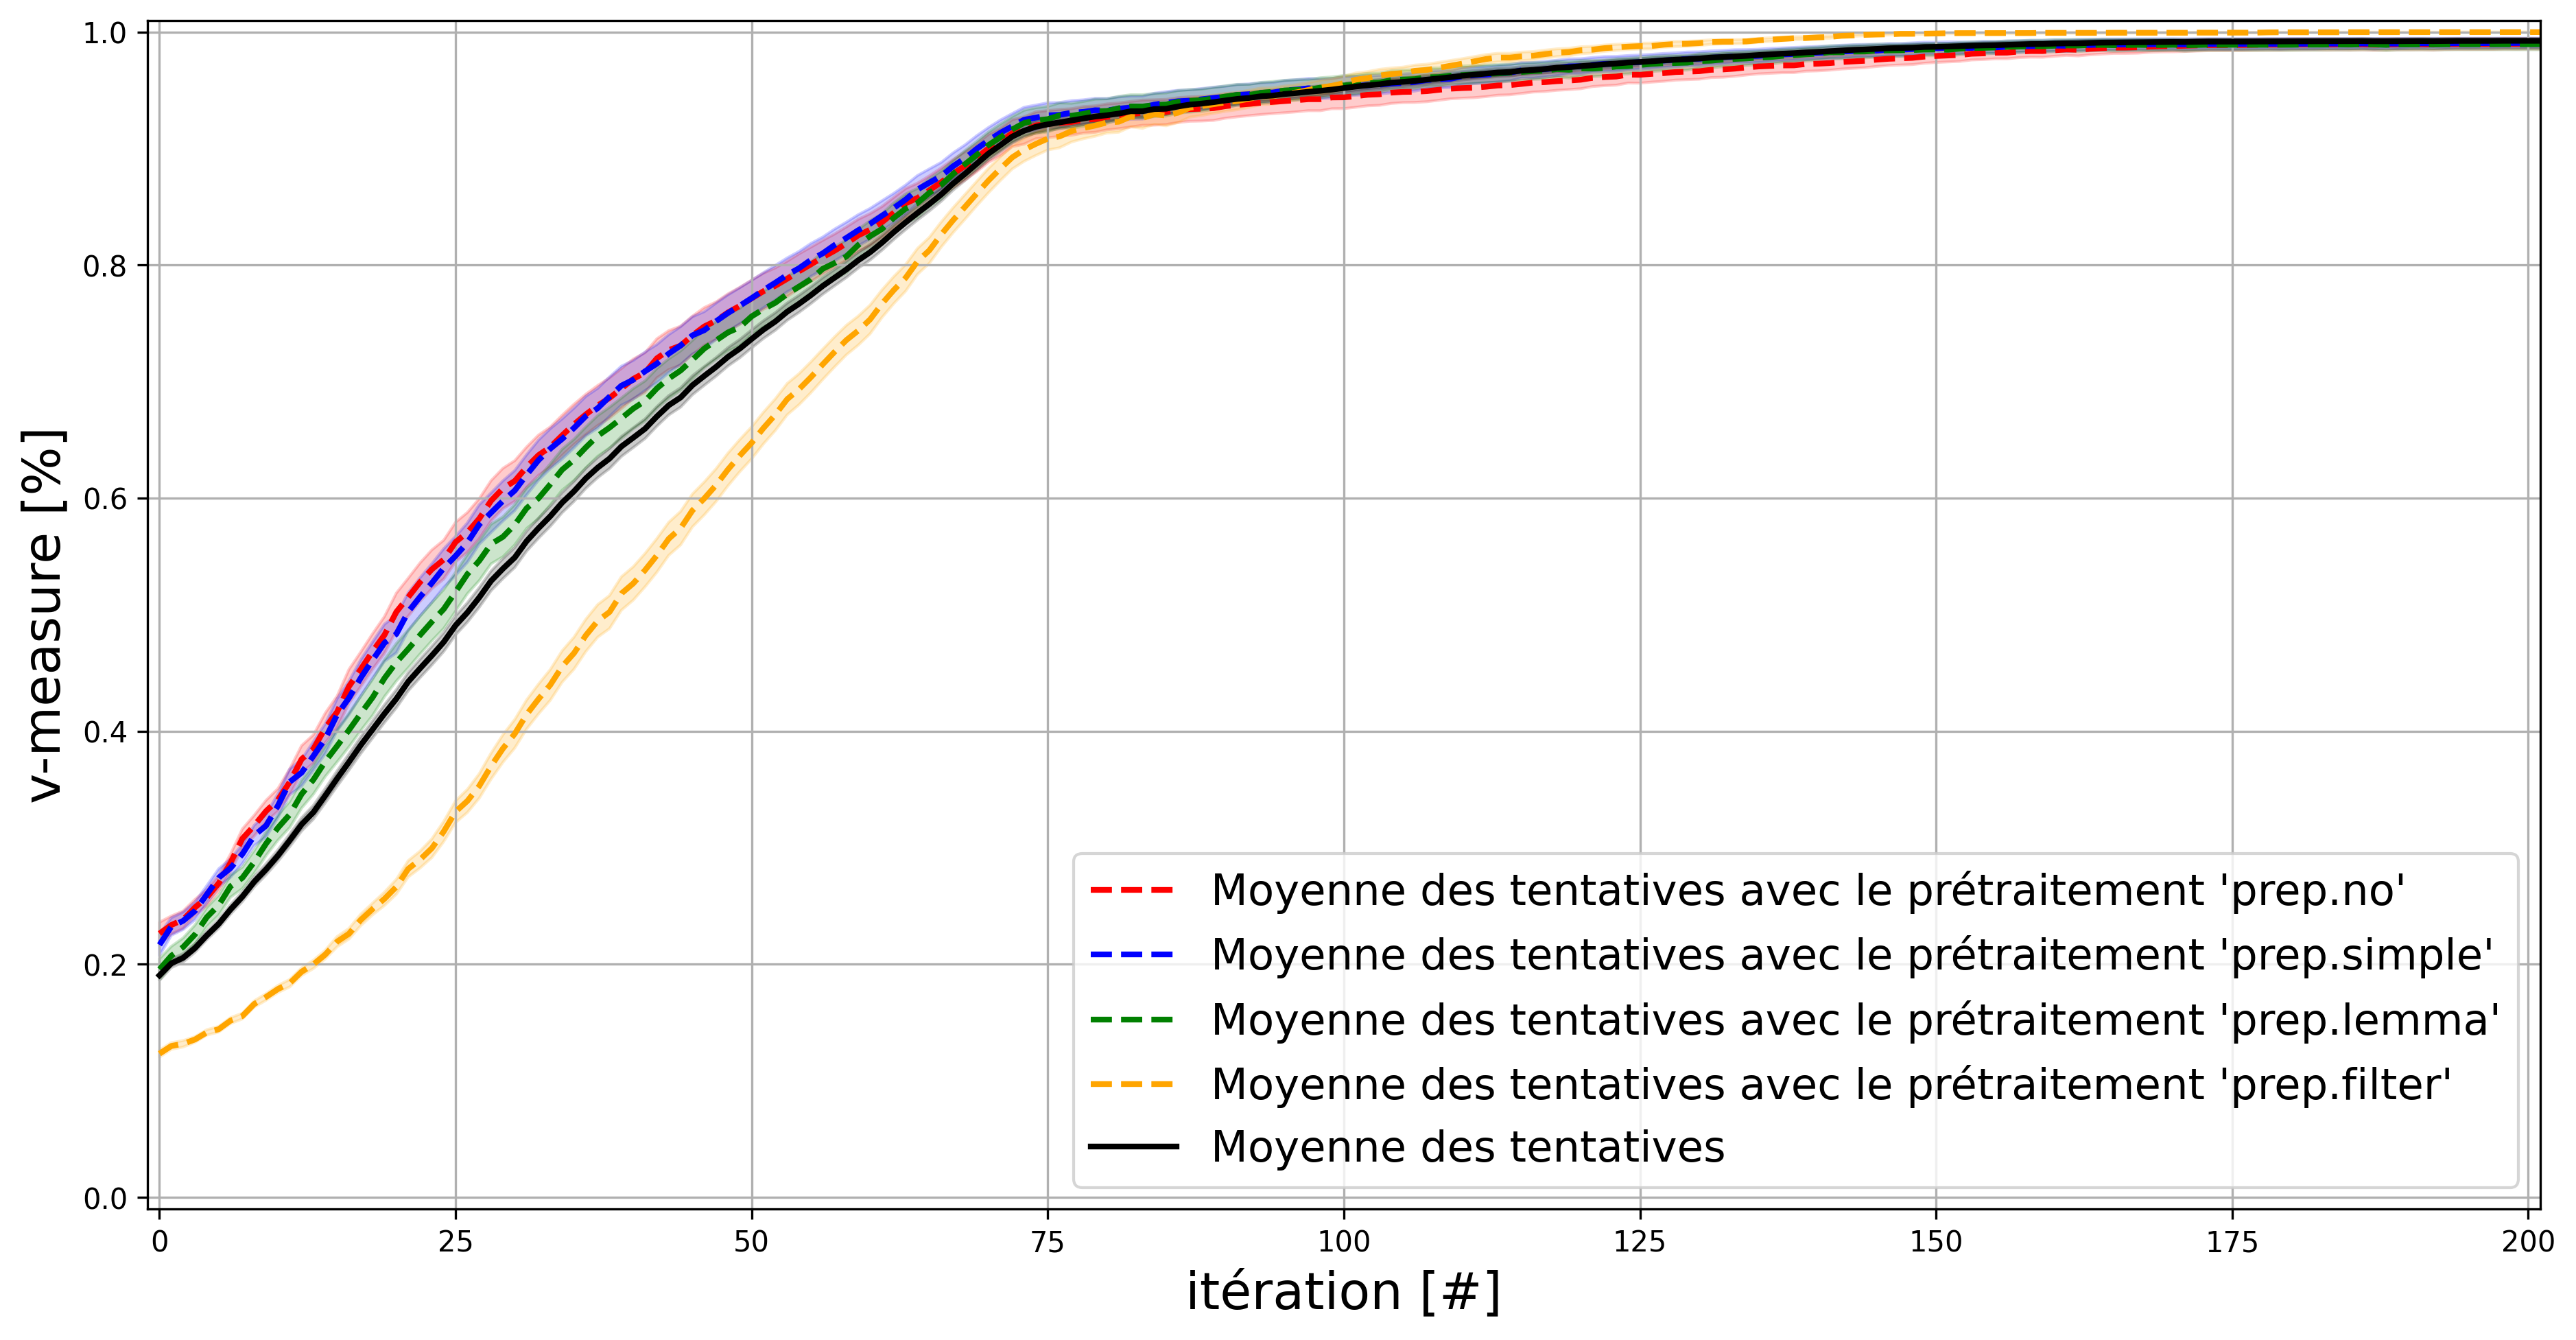 1.0
0.8
0.6
0.4
0.2
0.0
v-measure [%]
0 25 50 75 100 125 150 175 200
itération [#]
Moyenne des tentatives avec le prétraitement 'prep.no'
Moyenne des tentatives avec le prétraitement 'prep.simple'
Moyenne des tentatives avec le prétraitement 'prep.lemma'
Moyenne des tentatives avec le prétraitement 'prep.filter'
Moyenne des tentatives